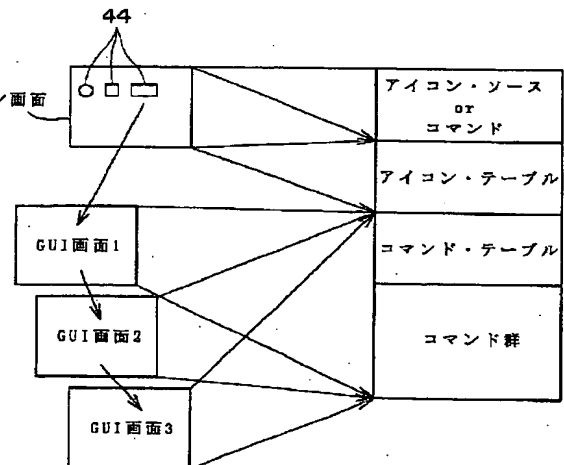 44
ン画面
アイコン・ソース
or
コマンド
アイコン・テーブル
GUI画面1
コマンド・テーブル
GUI画面2
コマンド群
GUI画面3